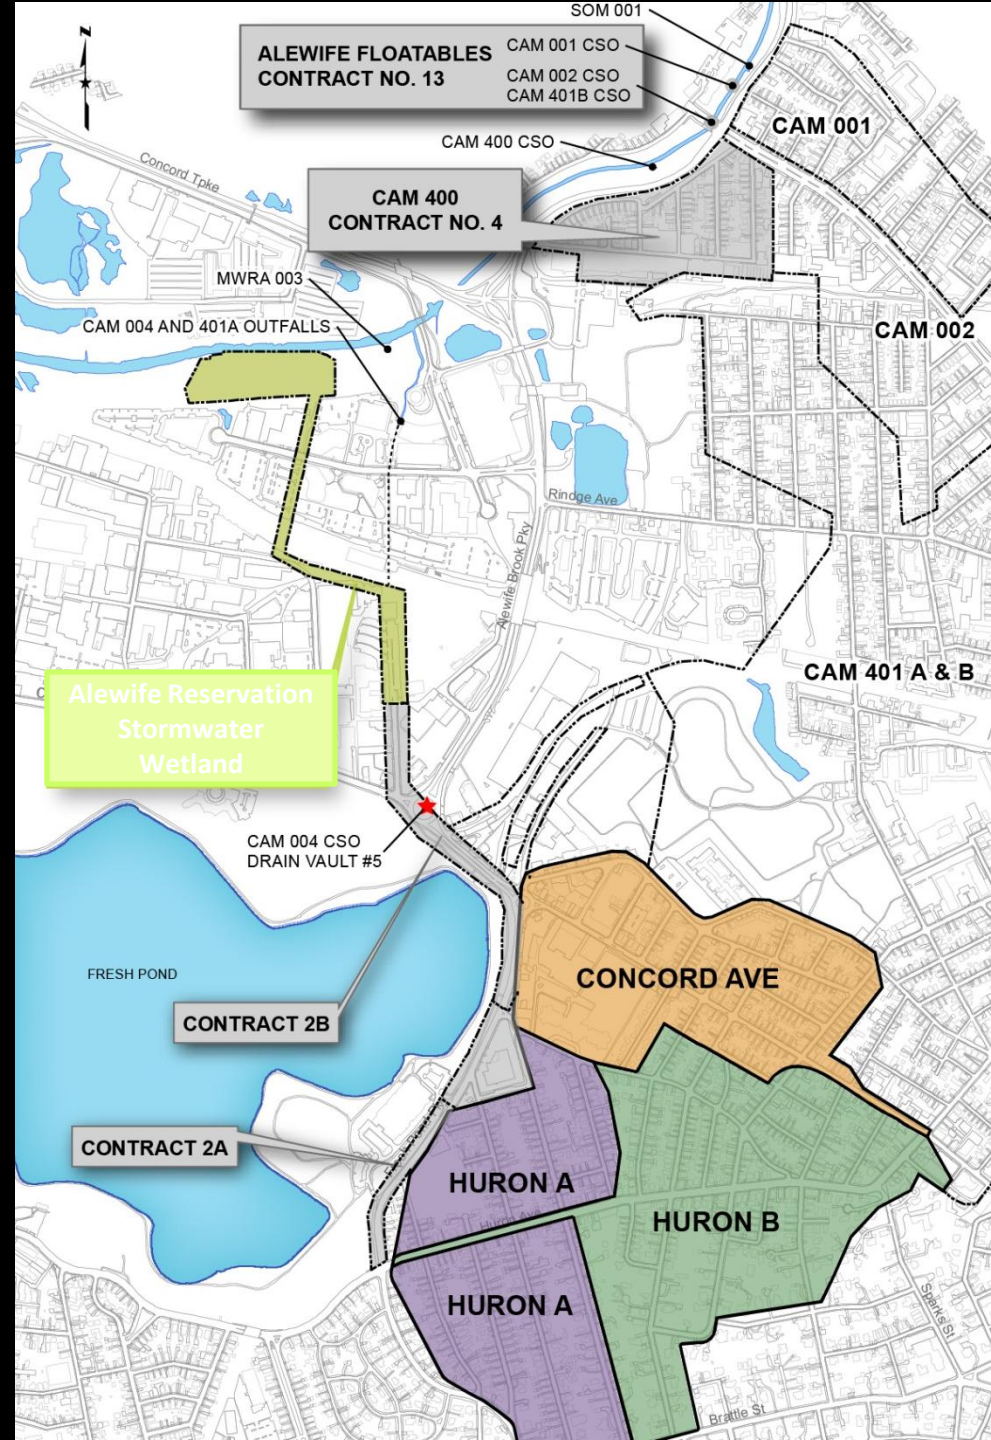 SOM 001
N
ALEWIFE FLOATABLES
CONTRACT NO. 13
CAM 001 CSO
CAM 002 CSO
CAM 401B CSO
CAM 001
CAM 400 CSO
Concord Tpke
CAM 400
CONTRACT NO. 4
MWRA 003
CAM 004 AND 401A OUTFALLS
CAM 002
Rindge Ave
Alewife Brook Pky
CAM 401 A & B
Alewife Reservation
Stormwater
Wetland
CAM 004 CSO
DRAIN VAULT #5
FRESH POND
CONCORD AVE
CONTRACT 2B
CONTRACT 2A
HURON A
Huron Ave
HURON B
HURON A
Sparks St
Brattle St